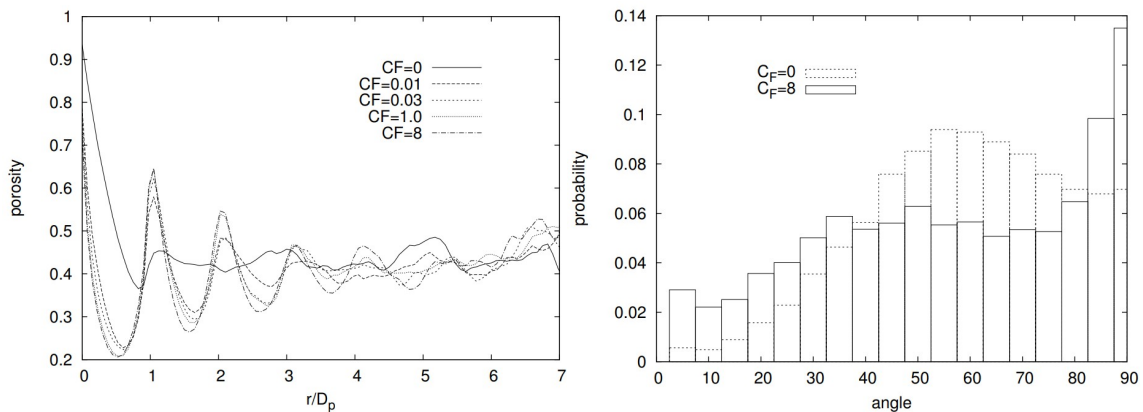 1
0.9
0.8
0.7
0.6
0.5
0.4
0.3
0.2
porosity
CF=0
CF=0.01
CF=0.03
CF=1.0
CF=8
0 1 2 3 4 5 6 7
r/Dp
0.14
0.12
0.1
0.08
0.06
0.04
0.02
0
probability
CF=0
CF=8
0 10 20 30 40 50 60 70 80 90
angle